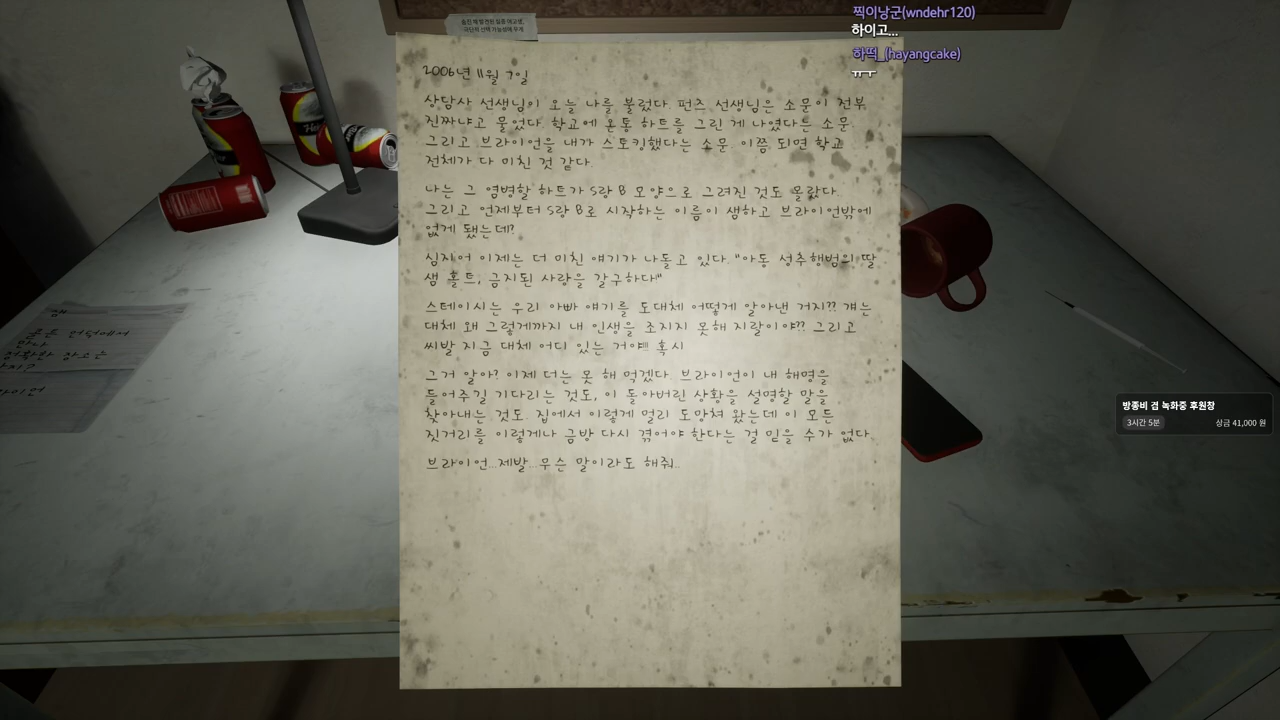 찍이낭군(wndehr120)
하이고...
하떡_(hayangcake)
ㅠㅜ
2006년 11월 7일
상담사 선생님이 오늘 나를 불렀다. 펀즈 선생님은 소문이 전부
진짜냐고 물었다. 학교에 온통 하트를 그린 게 나였다는 소문
그리고 브라이언을 내가 스토킹했다는 소문. 이쯤 되면 학교
전체가 다 미친 것 같다.
나는 그 염병할 하트가 S랑 B 모양으로 그려진 것도 몰랐다.
그리고 언제부터 S랑 B로 시작하는 이름이 샘하고 브라이언밖에
없게 됐는데?
심지어 이제는 더 미친 얘기가 나돌고 있다. "아동 성추행범의 딸
샘 홀트, 금지된 사랑을 갈구하다"
스테이시는 우리 아빠 얘기를 도대체 어떻게 알아낸 거지?? 걔는
대체 왜 그렇게까지 내 인생을 조지지 못해 지랄이야?? 그리고
씨발 지금 대체 어디 있는 거야!!! 혹시
그거 알아? 이제 더는 못 해 먹겠다. 브라이언이 내 해명을
들어주길 기다리는 것도, 이 돌아버린 상황을 설명할 말을
찾아내는 것도. 집에서 이렇게 멀리 도망쳐 왔는데 이 모든
짓거리를 이렇게나 금방 다시 겪어야 한다는 걸 믿을 수가 없다.
브라이언...제발...무슨 말이라도 해줘..
언덕에서
만나
정확한 장소는
방종비 겸 녹화중 후원창
3시간 5분
상금 41,000 원